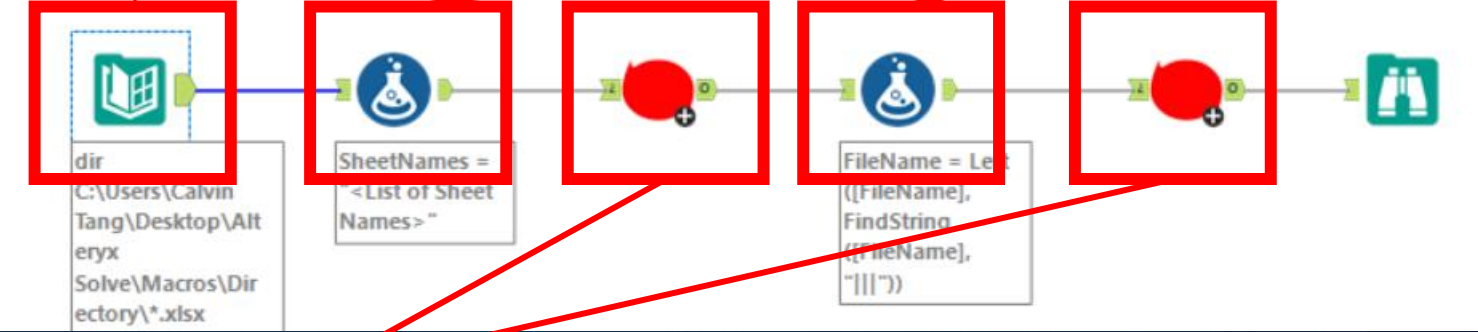 dir
C:\Users\Calvin
Tang\Desktop\Alt
eryx
Solve\Macros\Dir
ectory\*.xlsx
SheetNames =
"<List of Sheet
Names>"
FileName = Left
([FileName],
FindString
([FileName],
"|||"))